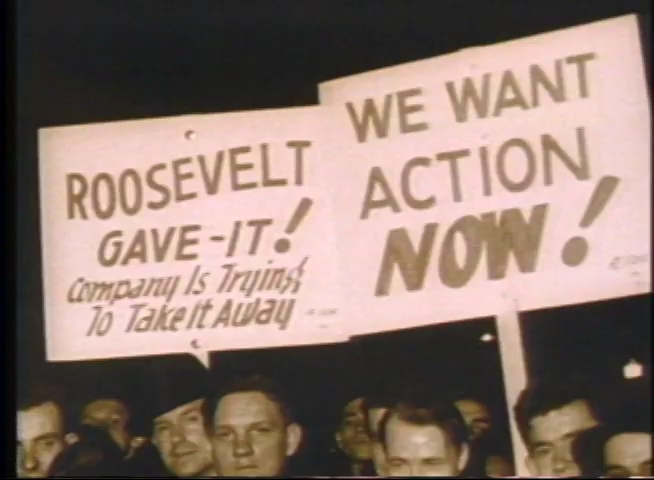 ROOSEVELT
GAVE-IT!
Company Is Trying
To Take It Away
WE WANT
ACTION
NOW!